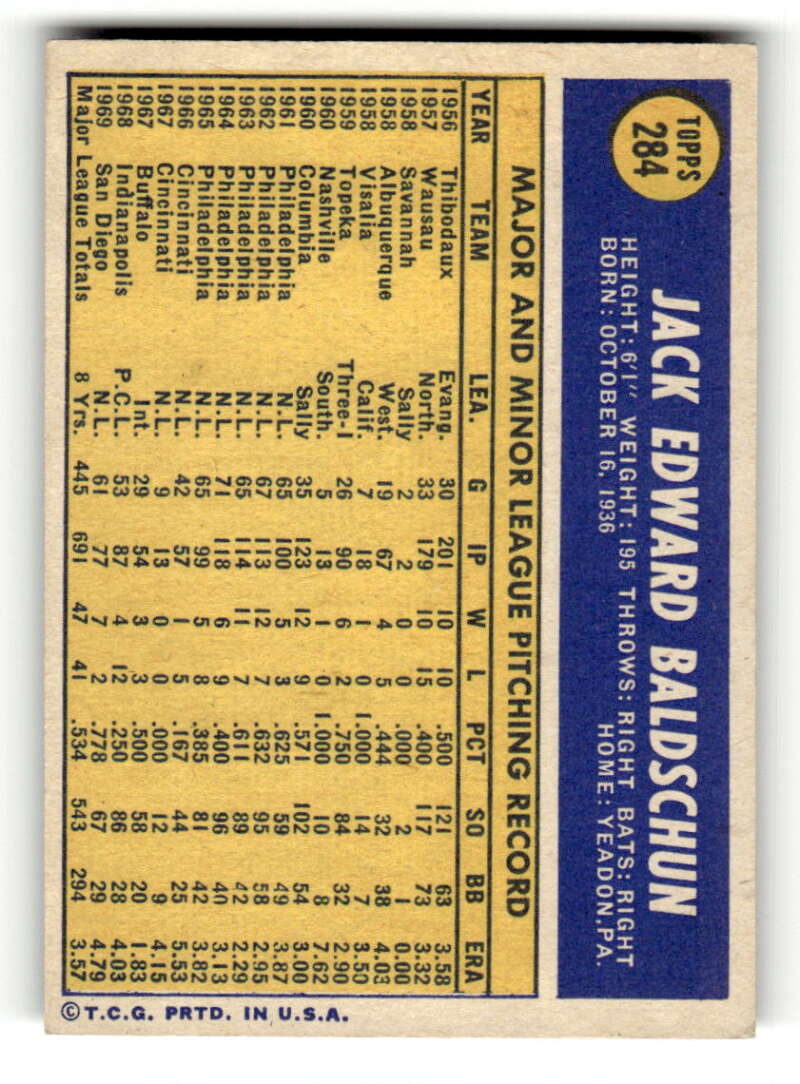 TOPPS
284
JACK EDWARD BALDSCHUN
HEIGHT: 6'1" WEIGHT: 195 THROWS: RIGHT BATS: RIGHT
BORN: OCTOBER 16, 1936 HOME: YEADON, PA.
MAJOR AND MINOR LEAGUE PITCHING RECORD
YEAR TEAM LEA. G IP W L PCT SO BB ERA
1956 Thibodaux Evang. 30 201 10 10 .500 121 63 3.58
1957 Wausau North. 33 179 10 15 .400 117 73 3.32
1958 Savannah Sally 2 2 0 0 .000 2 1 0.00
1958 Albuquerque West. 19 67 4 5 .444 32 38 4.03
1958 Visalia Calif. 7 18 1 0 1.000 14 7 3.50
1959 Topeka Three-I 26 90 6 2 .750 84 32 2.90
1960 Nashville South. 5 13 1 0 1.000 10 8 7.62
1960 Columbia Sally 35 123 12 9 .571 102 54 3.00
1961 Philadelphia N.L. 65 100 5 3 .625 59 49 3.87
1962 Philadelphia N.L. 67 113 12 7 .632 95 58 2.95
1963 Philadelphia N.L. 65 114 11 7 .611 89 42 2.29
1964 Philadelphia N.L. 71 118 6 9 .400 96 40 3.13
1965 Philadelphia N.L. 65 99 5 8 .385 81 42 3.82
1966 Cincinnati N.L. 42 57 1 5 .167 44 25 5.53
1967 Cincinnati N.L. 9 13 0 0 .000 12 9 4.15
1967 Buffalo Int. 29 54 3 3 .500 58 20 1.83
1968 Indianapolis P.C.L. 53 87 4 12 .250 86 28 4.03
1969 San Diego N.L. 61 77 7 2 .778 67 29 4.79
Major League Totals 8 Yrs. 445 691 47 41 .534 543 294 3.57
© T.C.G. PRTD. IN U.S.A.